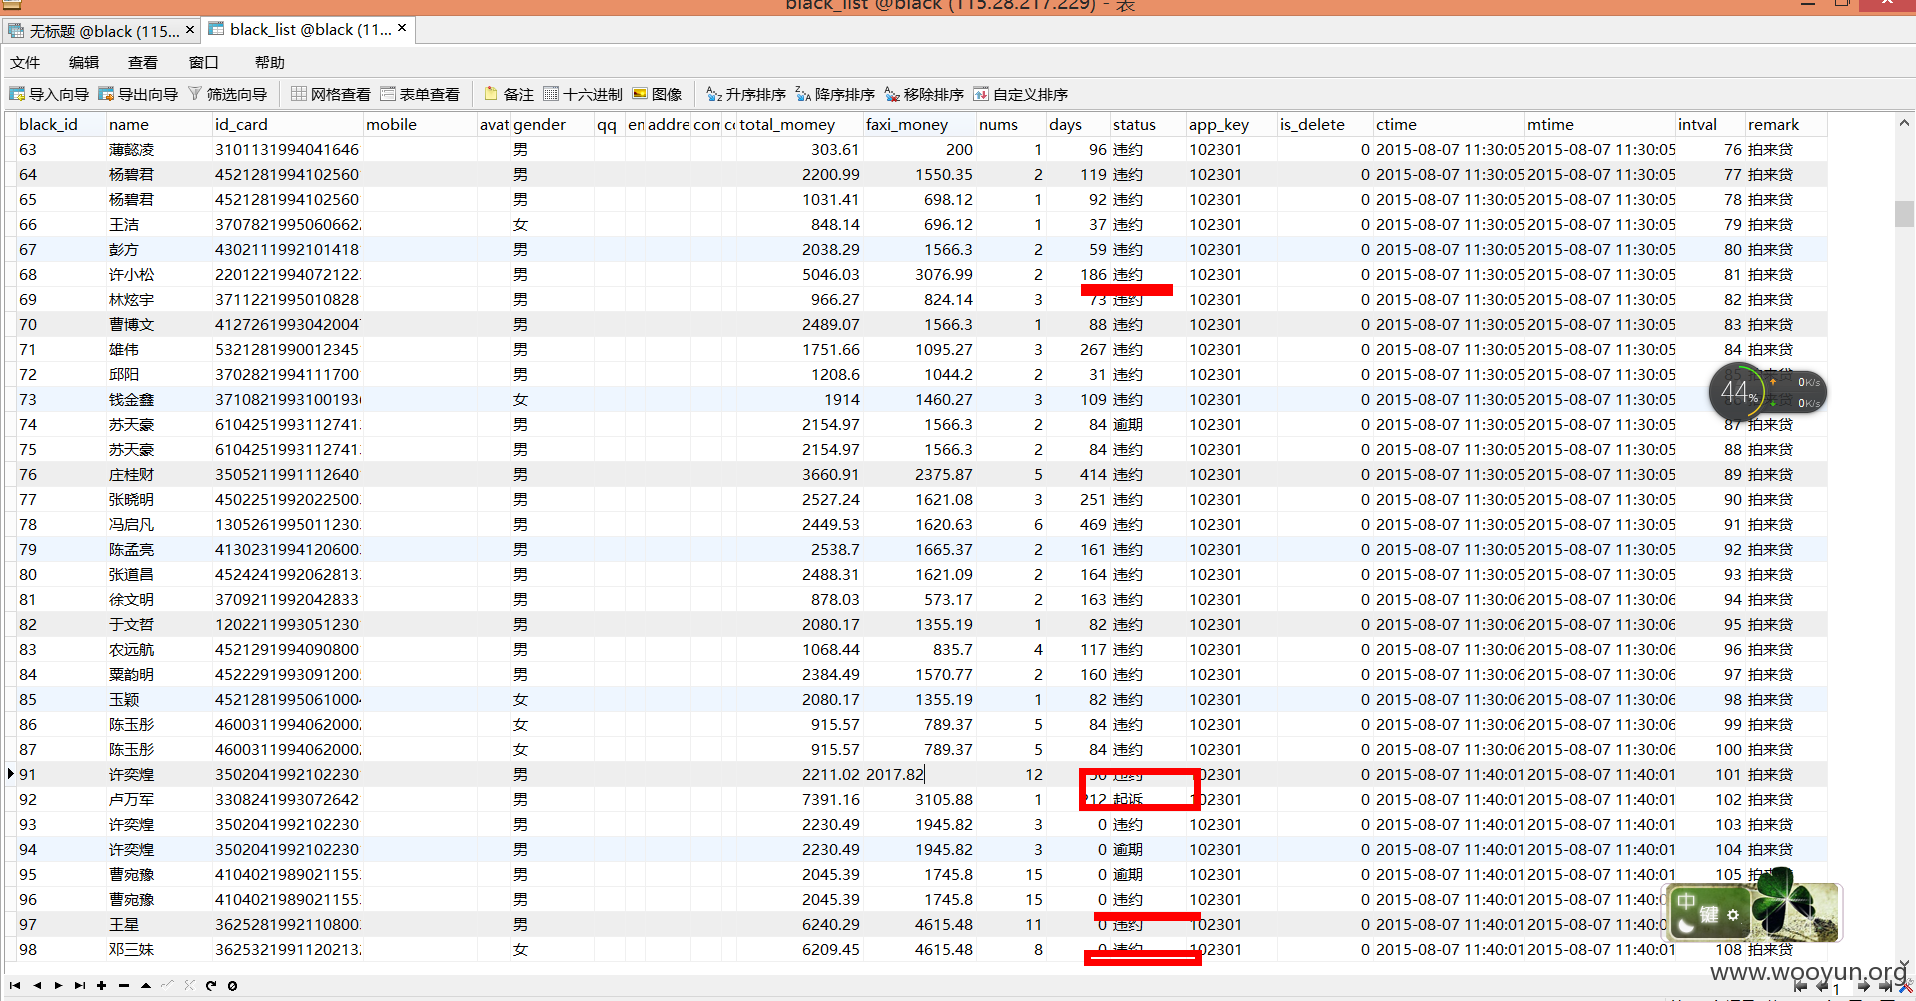 black_list @black (115.28.217.229) - 表
无标题 @black (115... × black_list @black (11... ×
文件 编辑 查看 窗口 帮助
导入向导 导出向导 筛选向导 网格查看 表单查看 备注 十六进制 图像 升序排序 降序排序 移除排序 自定义排序
black_id name id_card mobile avat gender qq en addre com cc total_momey faxi_money nums days status app_key is_delete ctime mtime intval remark
63 薄懿凌 3101131994041646 男 303.61 200 1 96 违约 102301 0 2015-08-07 11:30:05 2015-08-07 11:30:05 76 拍来贷
64 杨碧君 4521281994102560 男 2200.99 1550.35 2 119 违约 102301 0 2015-08-07 11:30:05 2015-08-07 11:30:05 77 拍来贷
65 杨碧君 4521281994102560 男 1031.41 698.12 1 92 违约 102301 0 2015-08-07 11:30:05 2015-08-07 11:30:05 78 拍来贷
66 王洁 3707821995060662 女 848.14 696.12 1 37 违约 102301 0 2015-08-07 11:30:05 2015-08-07 11:30:05 79 拍来贷
67 彭方 4302111992101418 男 2038.29 1566.3 2 59 违约 102301 0 2015-08-07 11:30:05 2015-08-07 11:30:05 80 拍来贷
68 许小松 2201221994072122 男 5046.03 3076.99 2 186 违约 102301 0 2015-08-07 11:30:05 2015-08-07 11:30:05 81 拍来贷
69 林炫宇 3711221995010828 男 966.27 824.14 3 73 违约 102301 0 2015-08-07 11:30:05 2015-08-07 11:30:05 82 拍来贷
70 曹博文 4127261993042004 男 2489.07 1566.3 1 88 违约 102301 0 2015-08-07 11:30:05 2015-08-07 11:30:05 83 拍来贷
71 雄伟 5321281990012345 男 1751.66 1095.27 3 267 违约 102301 0 2015-08-07 11:30:05 2015-08-07 11:30:05 84 拍来贷
72 邱阳 3702821994111700 男 1208.6 1044.2 2 31 违约 102301 0 2015-08-07 11:30:05 2015-08-07 11:30:05
73 钱金鑫 3710821993100193 女 1914 1460.27 3 109 违约 102301 0 2015-08-07 11:30:05 2015-08-07 11:30:05
44% 0K/s 0K/s
74 苏天豪 6104251993112741 男 2154.97 1566.3 2 84 逾期 102301 0 2015-08-07 11:30:05 2015-08-07 11:30:05 87 拍来贷
75 苏天豪 6104251993112741 男 2154.97 1566.3 2 84 违约 102301 0 2015-08-07 11:30:05 2015-08-07 11:30:05 88 拍来贷
76 庄桂财 3505211991112640 男 3660.91 2375.87 5 414 违约 102301 0 2015-08-07 11:30:05 2015-08-07 11:30:05 89 拍来贷
77 张晓明 4502251992022500 男 2527.24 1621.08 3 251 违约 102301 0 2015-08-07 11:30:05 2015-08-07 11:30:05 90 拍来贷
78 冯启凡 1305261995011230 男 2449.53 1620.63 6 469 违约 102301 0 2015-08-07 11:30:05 2015-08-07 11:30:05 91 拍来贷
79 陈孟亮 4130231994120600 男 2538.7 1665.37 2 161 违约 102301 0 2015-08-07 11:30:05 2015-08-07 11:30:05 92 拍来贷
80 张道昌 4524241992062813 男 2488.31 1621.09 2 164 违约 102301 0 2015-08-07 11:30:05 2015-08-07 11:30:05 93 拍来贷
81 徐文明 3709211992042833 男 878.03 573.17 2 163 违约 102301 0 2015-08-07 11:30:06 2015-08-07 11:30:06 94 拍来贷
82 于文哲 1202211993051230 男 2080.17 1355.19 1 82 违约 102301 0 2015-08-07 11:30:06 2015-08-07 11:30:06 95 拍来贷
83 农远航 4521291994090800 男 1068.44 835.7 4 117 违约 102301 0 2015-08-07 11:30:06 2015-08-07 11:30:06 96 拍来贷
84 粟韵明 4522291993091200 男 2384.49 1570.77 2 160 违约 102301 0 2015-08-07 11:30:06 2015-08-07 11:30:06 97 拍来贷
85 玉颖 4521281995061000 女 2080.17 1355.19 1 82 违约 102301 0 2015-08-07 11:30:06 2015-08-07 11:30:06 98 拍来贷
86 陈玉彤 4600311994062000 女 915.57 789.37 5 84 违约 102301 0 2015-08-07 11:30:06 2015-08-07 11:30:06 99 拍来贷
87 陈玉彤 4600311994062000 女 915.57 789.37 5 84 违约 102301 0 2015-08-07 11:30:06 2015-08-07 11:30:06 100 拍来贷
91 许奕煌 3502041992102230 男 2211.02 2017.82 12 违约 102301 0 2015-08-07 11:40:01 2015-08-07 11:40:01 101 拍来贷
92 卢万军 3308241993072642 男 7391.16 3105.88 1 212 起诉 102301 0 2015-08-07 11:40:01 2015-08-07 11:40:01 102 拍来贷
93 许奕煌 3502041992102230 男 2230.49 1945.82 3 0 违约 102301 0 2015-08-07 11:40:01 2015-08-07 11:40:01 103 拍来贷
94 许奕煌 3502041992102230 男 2230.49 1945.82 3 0 逾期 102301 0 2015-08-07 11:40:01 2015-08-07 11:40:01 104 拍来贷
95 曹宛豫 4104021989021155 男 2045.39 1745.8 15 0 逾期 102301 0 2015-08-07 11:40:01 2015-08-07 11:40:01 105 拍
96 曹宛豫 4104021989021155 男 2045.39 1745.8 15 0 违约 102301 0 2015-08-07 11:40:01 2015-08-07 11:40:0
97 王星 3625281992110800 男 6240.29 4615.48 11 0 违约 102301 0 2015-08-07 11:40:01 2015-08-07 11:40:0
中 键
98 邓三妹 3625321991120213 女 6209.45 4615.48 8 0 违约 102301 0 2015-08-07 11:40:01 2015-08-07 11:40:01 108 拍来贷
www.wooyun.org
1